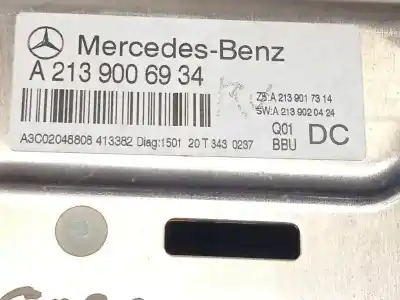 Mercedes-Benz
A 213 900 69 34
ZB:A 213 901 73 14
SW:A 213 902 04 24
Q01 DC
A3C02048808 413382 Diag:1501 20 T 343 0237 BBU